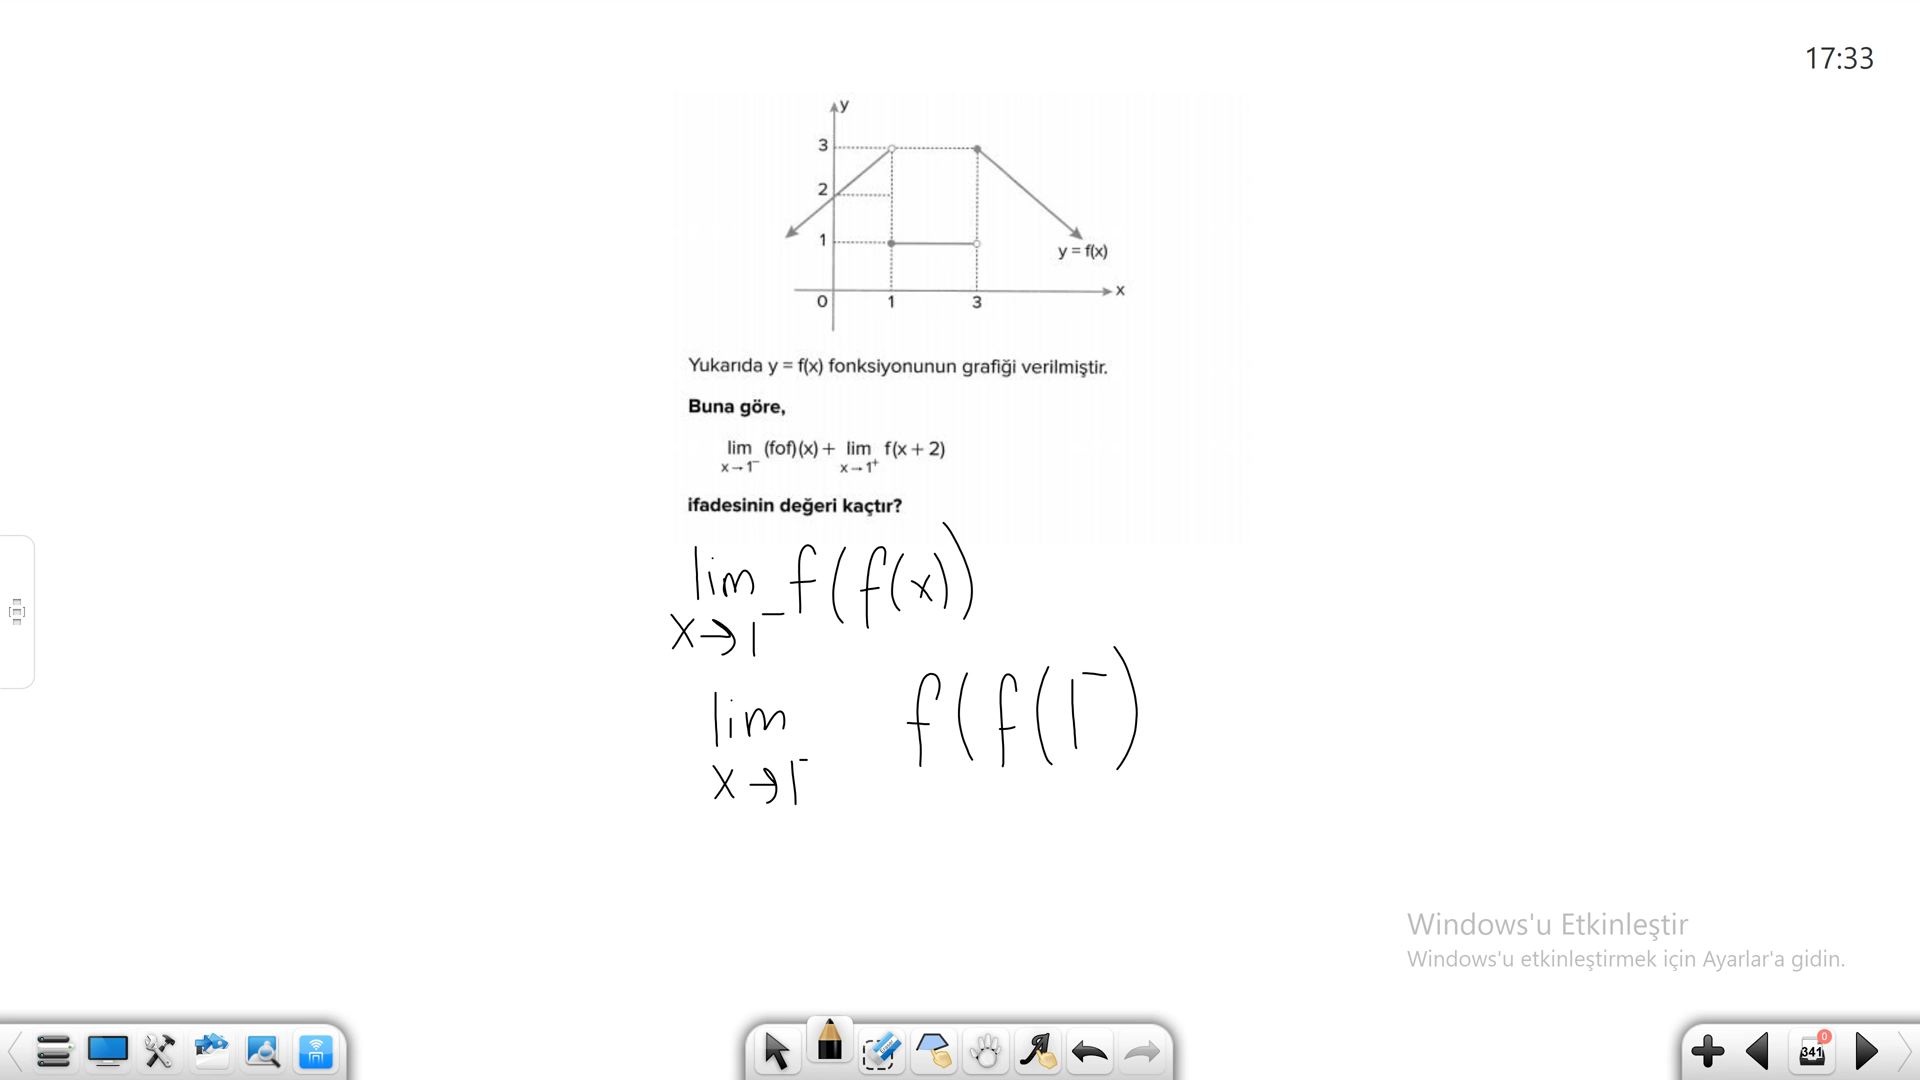 17:33
y
3
2
1
y = f(x)
x
0 1 3
Yukarıda y = f(x) fonksiyonunun grafiği verilmiştir.
Buna göre,
lim (fof)(x) + lim f(x + 2)
x→1⁻ x→1⁺
ifadesinin değeri kaçtır?
lim f(f(x))
x→1⁻
lim f(f(1⁻)
x→1⁻
Windows'u Etkinleştir
Windows'u etkinleştirmek için Ayarlar'a gidin.
0
341